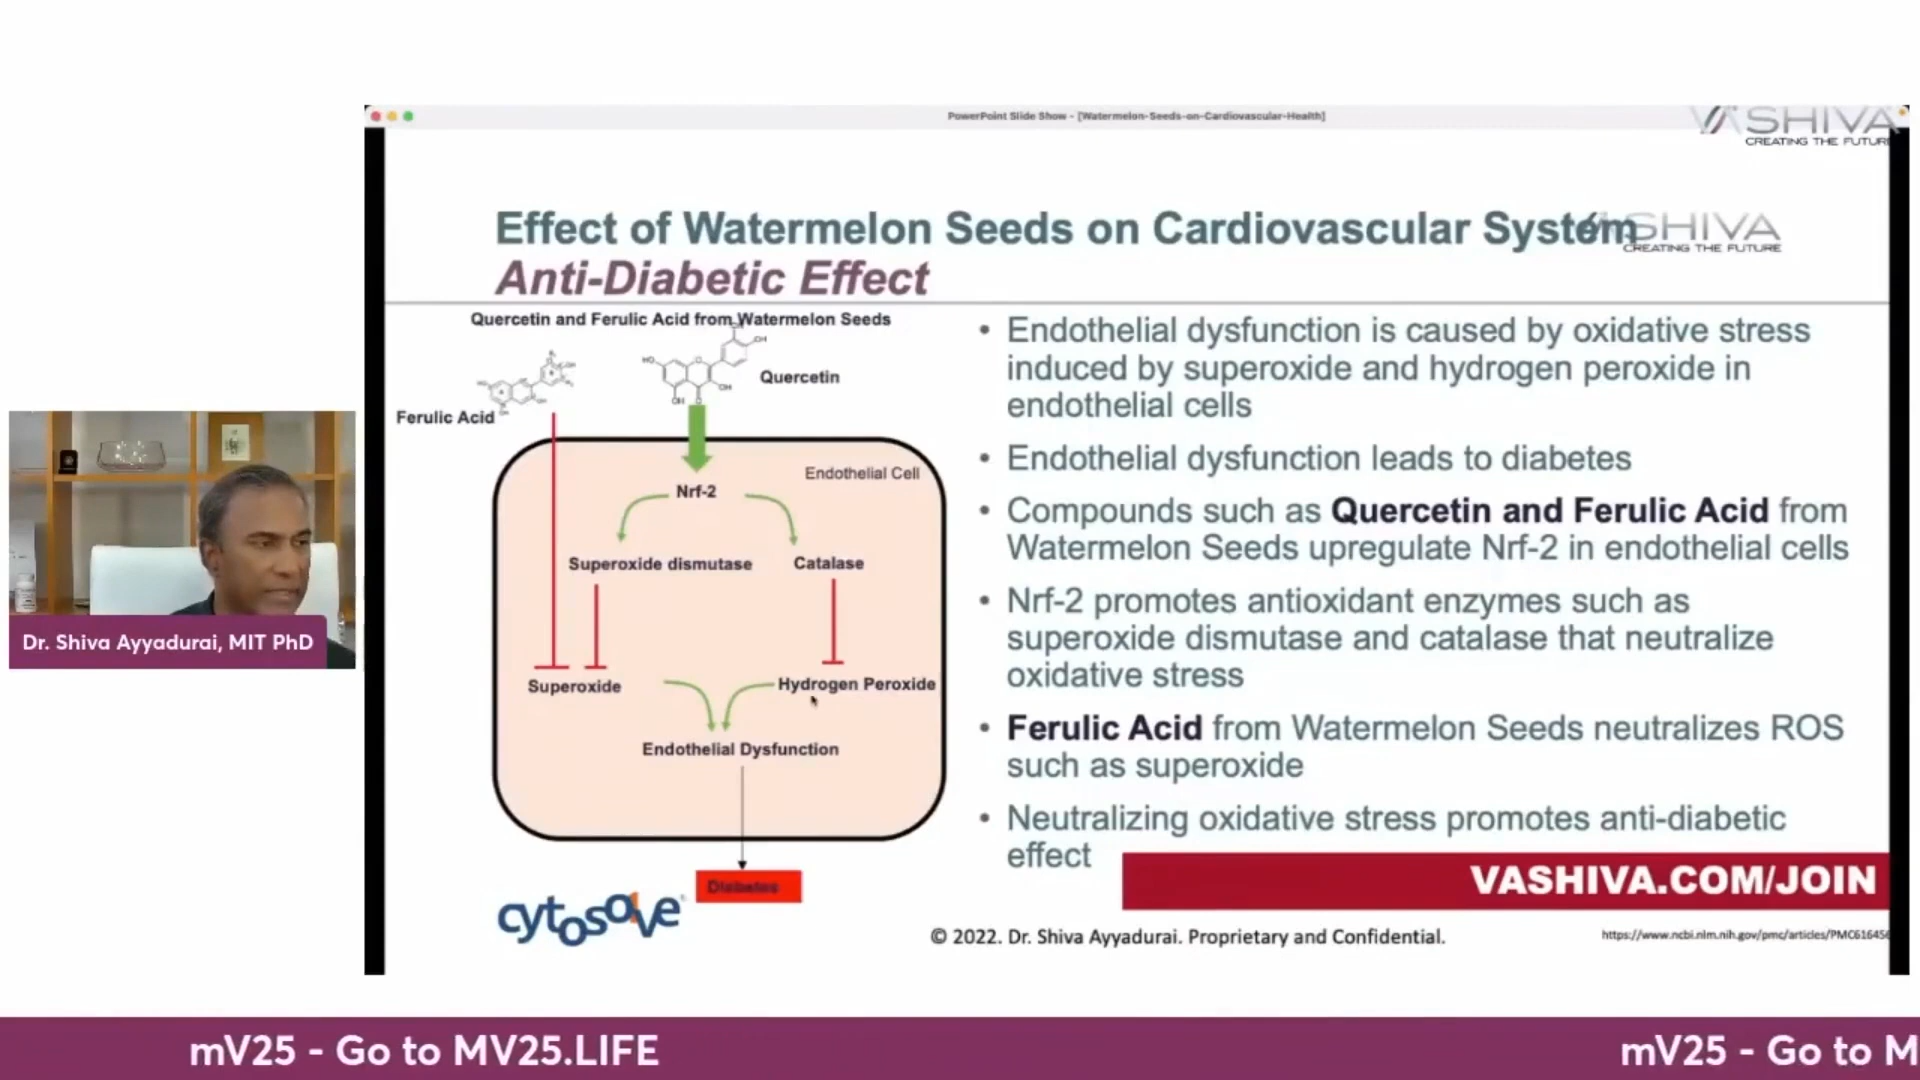 PowerPoint Slide Show - [Watermelon-Seeds-on-Cardiovascular-Health]
VASHIVA
CREATING THE FUTURE
Effect of Watermelon Seeds on Cardiovascular System
SHIVA
CREATING THE FUTURE
Anti-Diabetic Effect
Quercetin and Ferulic Acid from Watermelon Seeds
Quercetin
Ferulic Acid
Endothelial Cell
Nrf-2
Superoxide dismutase
Catalase
Superoxide
Hydrogen Peroxide
Endothelial Dysfunction
Diabetes
cytosolve
• Endothelial dysfunction is caused by oxidative stress
induced by superoxide and hydrogen peroxide in
endothelial cells
• Endothelial dysfunction leads to diabetes
• Compounds such as Quercetin and Ferulic Acid from
Watermelon Seeds upregulate Nrf-2 in endothelial cells
• Nrf-2 promotes antioxidant enzymes such as
superoxide dismutase and catalase that neutralize
oxidative stress
• Ferulic Acid from Watermelon Seeds neutralizes ROS
such as superoxide
• Neutralizing oxidative stress promotes anti-diabetic
effect
VASHIVA.COM/JOIN
© 2022. Dr. Shiva Ayyadurai. Proprietary and Confidential.
Dr. Shiva Ayyadurai, MIT PhD
mV25 - Go to MV25.LIFE
mV25 - Go to M